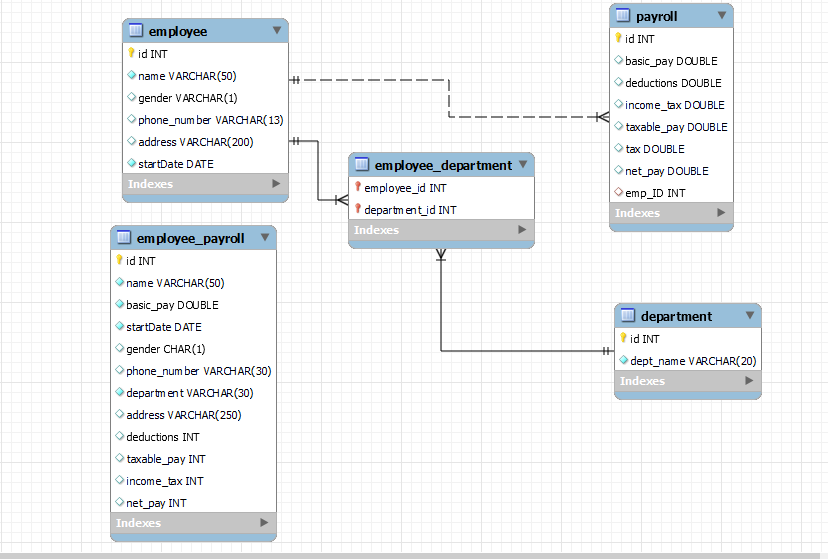 employee
id INT
name VARCHAR(50)
gender VARCHAR(1)
phone_number VARCHAR(13)
address VARCHAR(200)
startDate DATE
Indexes
payroll
id INT
basic_pay DOUBLE
deductions DOUBLE
income_tax DOUBLE
taxable_pay DOUBLE
tax DOUBLE
net_pay DOUBLE
emp_ID INT
Indexes
employee_department
employee_id INT
department_id INT
Indexes
employee_payroll
id INT
name VARCHAR(50)
basic_pay DOUBLE
startDate DATE
gender CHAR(1)
phone_number VARCHAR(30)
department VARCHAR(30)
address VARCHAR(250)
deductions INT
taxable_pay INT
income_tax INT
net_pay INT
Indexes
department
id INT
dept_name VARCHAR(20)
Indexes